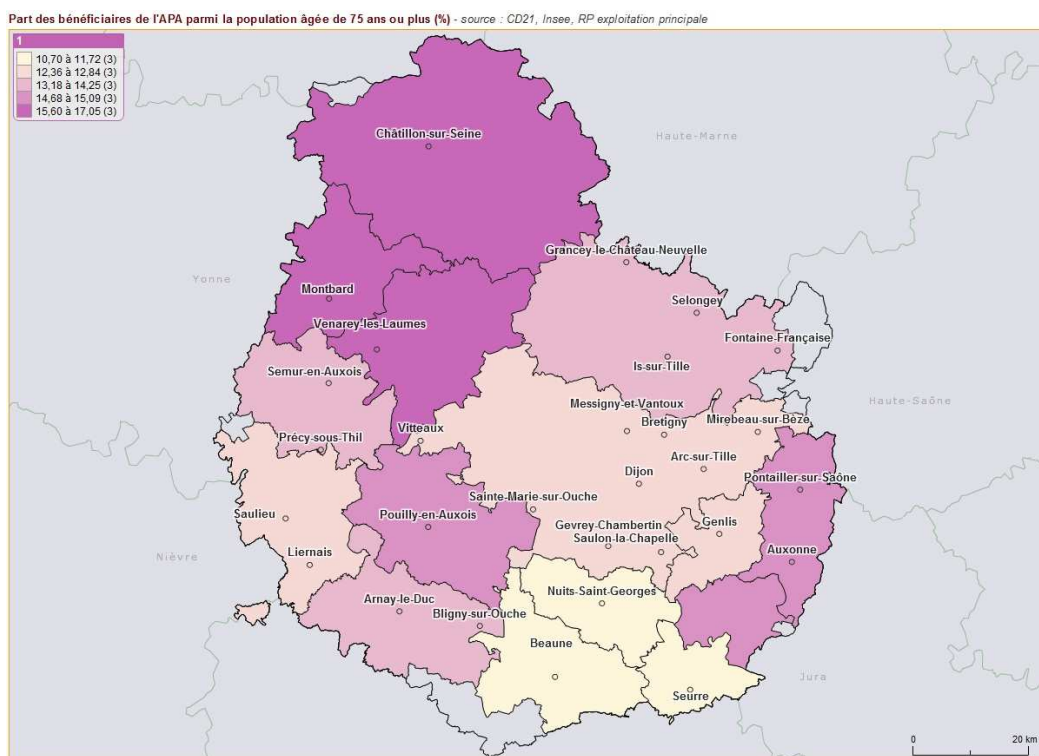 Part des bénéficiaires de l'APA parmi la population âgée de 75 ans ou plus (%) - source : CD21, Insee, RP exploitation principale
1
10,70 à 11,72 (3)
12,36 à 12,84 (3)
13,18 à 14,25 (3)
14,68 à 15,09 (3)
15,60 à 17,05 (3)
Châtillon-sur-Seine
Haute-Marne
Grancey-le-Château-Neuvelle
Yonne
Montbard
Selongey
Venarey-les-Laumes
Fontaine-Française
Is-sur-Tille
Semur-en-Auxois
Haute-Saône
Messigny-et-Vantoux
Mirebeau-sur-Bèze
Bretigny
Vitteaux
Précy-sous-Thil
Arc-sur-Tille
Dijon
Pontailler-sur-Saône
Sainte-Marie-sur-Ouche
Saulieu
Pouilly-en-Auxois
Gevrey-Chambertin
Genlis
Saulon-la-Chapelle
Auxonne
Liernais
Nièvre
Nuits-Saint-Georges
Arnay-le-Duc
Bligny-sur-Ouche
Beaune
Jura
Seurre
0 20 km